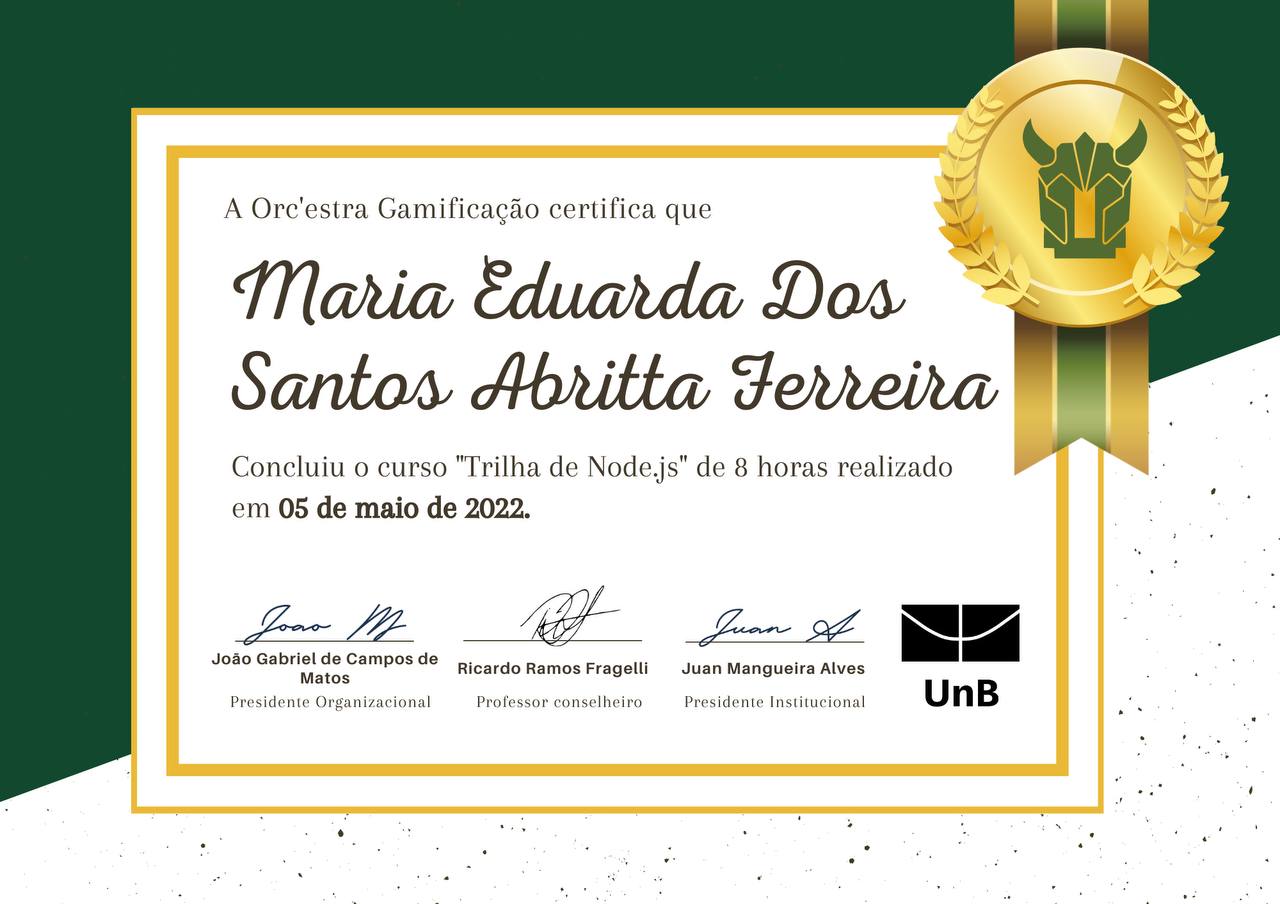 A Orc'estra Gamificação certifica que
Maria Eduarda Dos
Santos Abritta Ferreira
Concluiu o curso "Trilha de Node.js" de 8 horas realizado
em 05 de maio de 2022.
Joao M
Juan A
João Gabriel de Campos de
Matos
Presidente Organizacional
Ricardo Ramos Fragelli
Professor conselheiro
Juan Mangueira Alves
Presidente Institucional
UnB